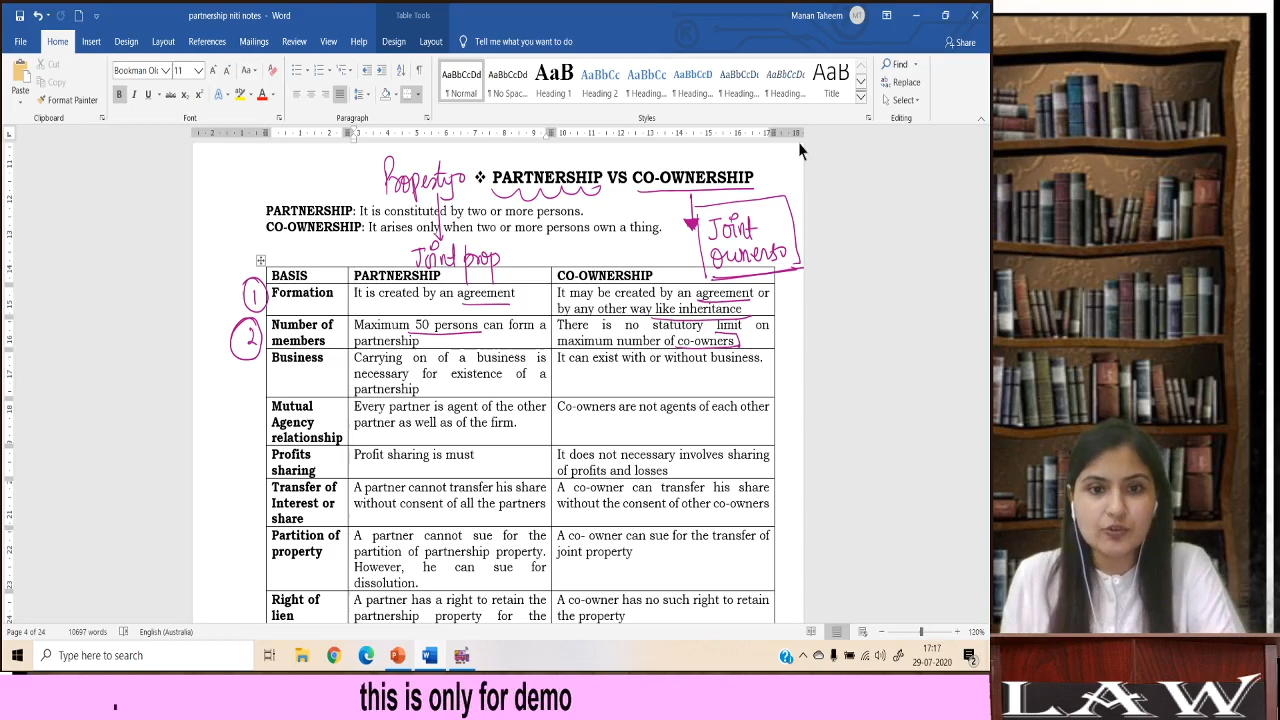 partnership niti notes - Word
Table Tools
Manan Taheem MT
File Home Insert Design Layout References Mailings Review View Help Design Layout Tell me what you want to do Share
Cut
Copy
Format Painter
Paste
Bookman Ol 11
AaBbCcDd AaBbCcDd AaB AaBbCc AaBbCc AaBbCcD AaBbCcDd AaBbCcC AaB
¶ Normal ¶ No Spac... Heading 1 Heading 2 ¶ Heading... ¶ Heading... ¶ Heading... ¶ Heading... Title
Find
Replace
Select
Clipboard Font Paragraph Styles Editing
Property
❖ PARTNERSHIP VS CO-OWNERSHIP
PARTNERSHIP: It is constituted by two or more persons.
CO-OWNERSHIP: It arises only when two or more persons own a thing.
Joint
owners
Joint prop
BASIS PARTNERSHIP CO-OWNERSHIP
1
Formation It is created by an agreement It may be created by an agreement or
by any other way like inheritance
2
Number of Maximum 50 persons can form a There is no statutory limit on
members partnership maximum number of co-owners
Business Carrying on of a business is It can exist with or without business.
necessary for existence of a
partnership
Mutual Every partner is agent of the other Co-owners are not agents of each other
Agency partner as well as of the firm.
relationship
Profits Profit sharing is must It does not necessary involves sharing
sharing of profits and losses
Transfer of A partner cannot transfer his share A co-owner can transfer his share
Interest or without consent of all the partners without the consent of other co-owners
share
Partition of A partner cannot sue for the A co- owner can sue for the transfer of
property partition of partnership property. joint property
However, he can sue for
dissolution.
Right of A partner has a right to retain the A co-owner has no such right to retain
lien partnership property for the the property
Page 4 of 24 10697 words English (Australia) 120%
Type here to search
17:17
29-07-2020
. this is only for demo
LAW